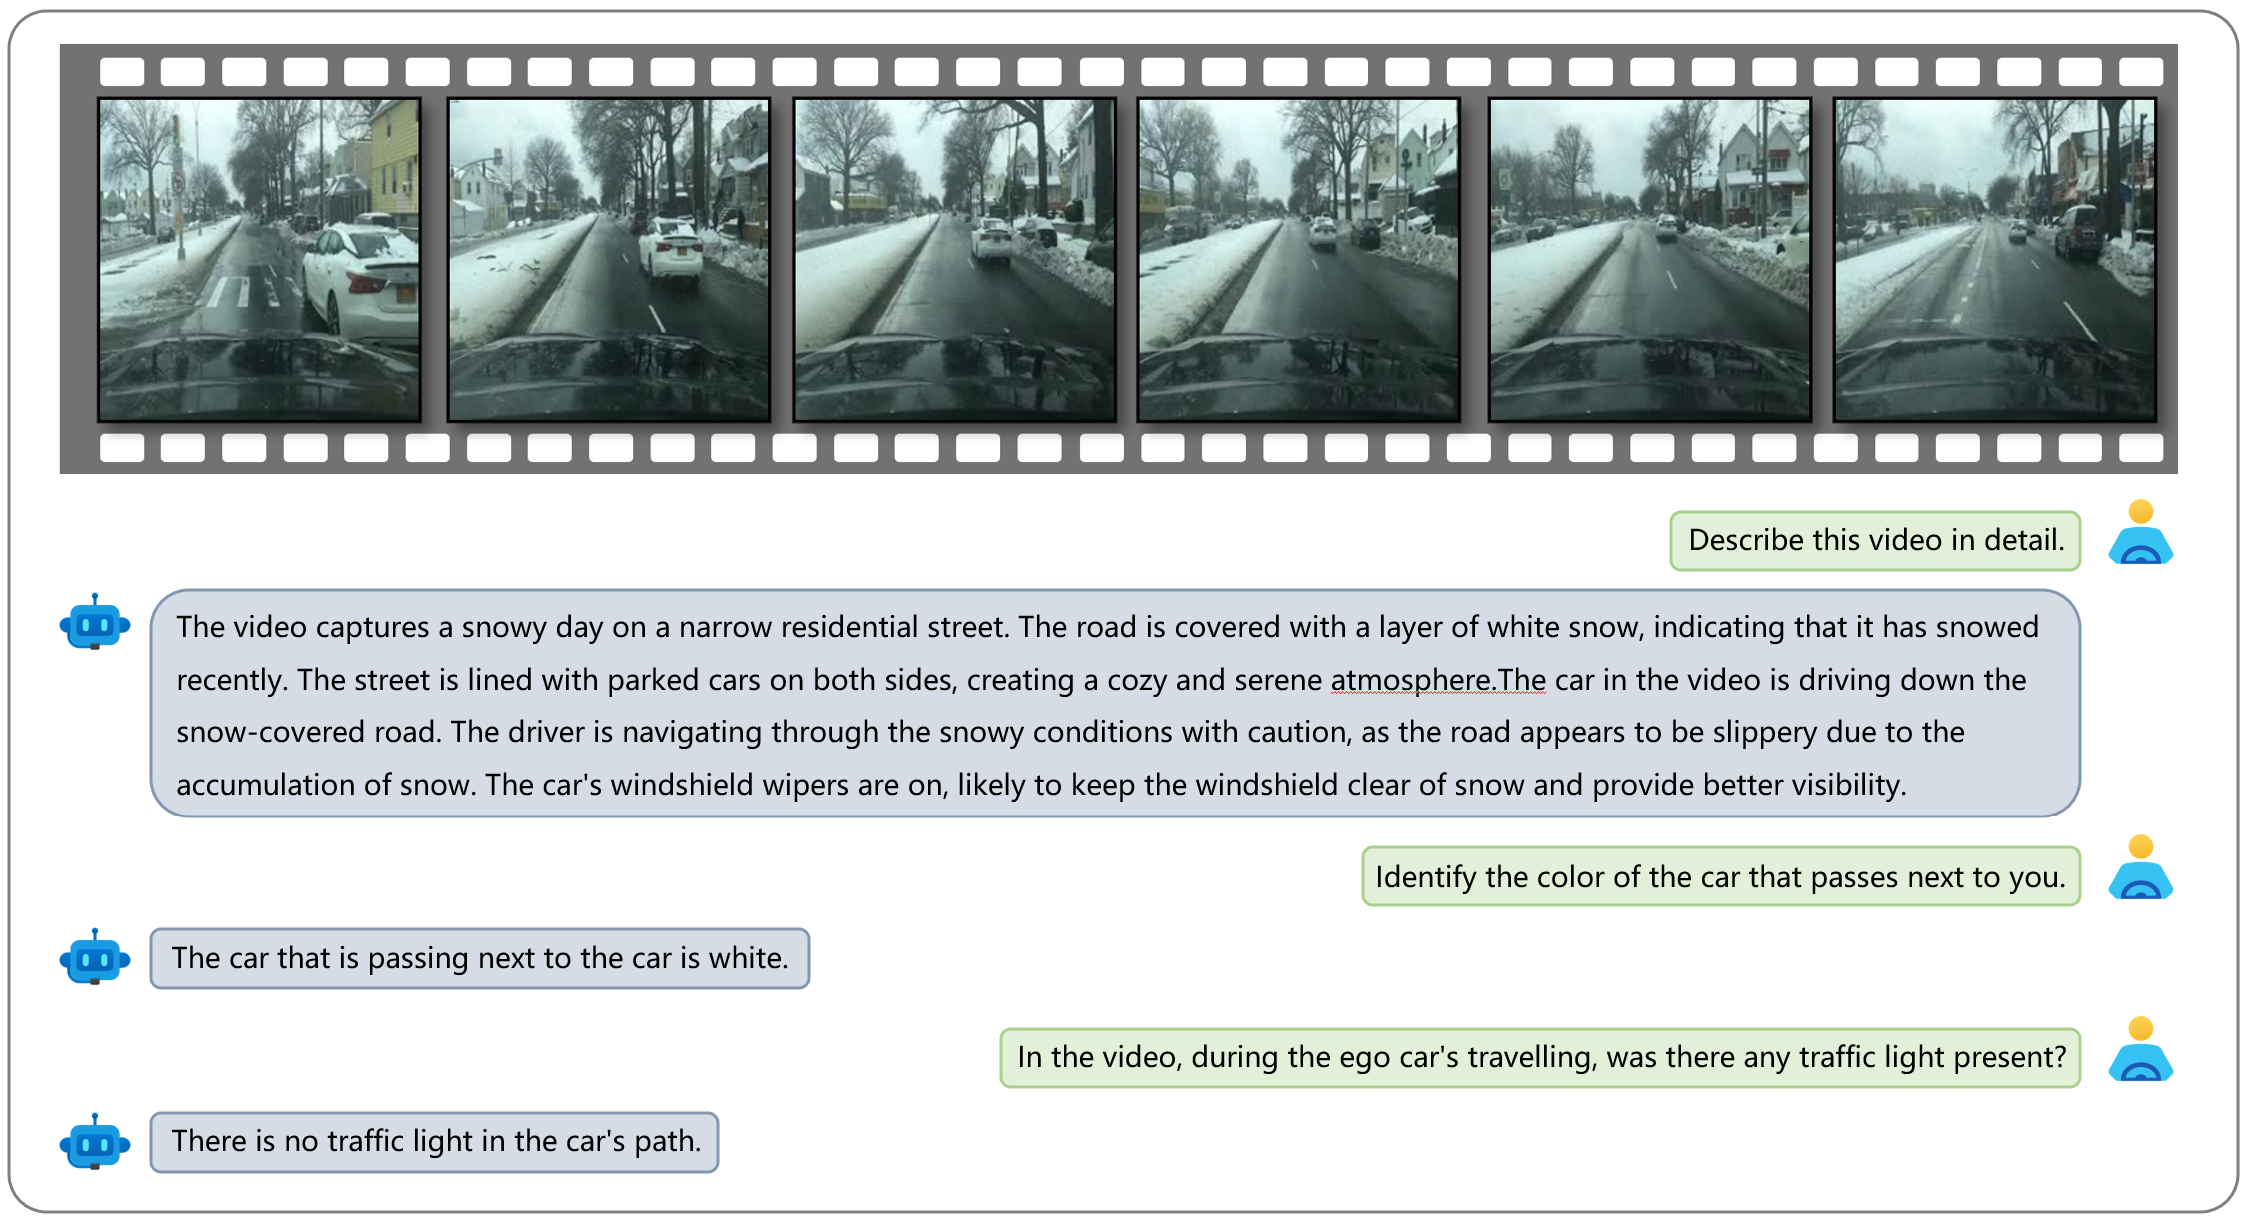 Describe this video in detail.
The video captures a snowy day on a narrow residential street. The road is covered with a layer of white snow, indicating that it has snowed
recently. The street is lined with parked cars on both sides, creating a cozy and serene atmosphere.The car in the video is driving down the
snow-covered road. The driver is navigating through the snowy conditions with caution, as the road appears to be slippery due to the
accumulation of snow. The car's windshield wipers are on, likely to keep the windshield clear of snow and provide better visibility.
Identify the color of the car that passes next to you.
The car that is passing next to the car is white.
In the video, during the ego car's travelling, was there any traffic light present?
There is no traffic light in the car's path.